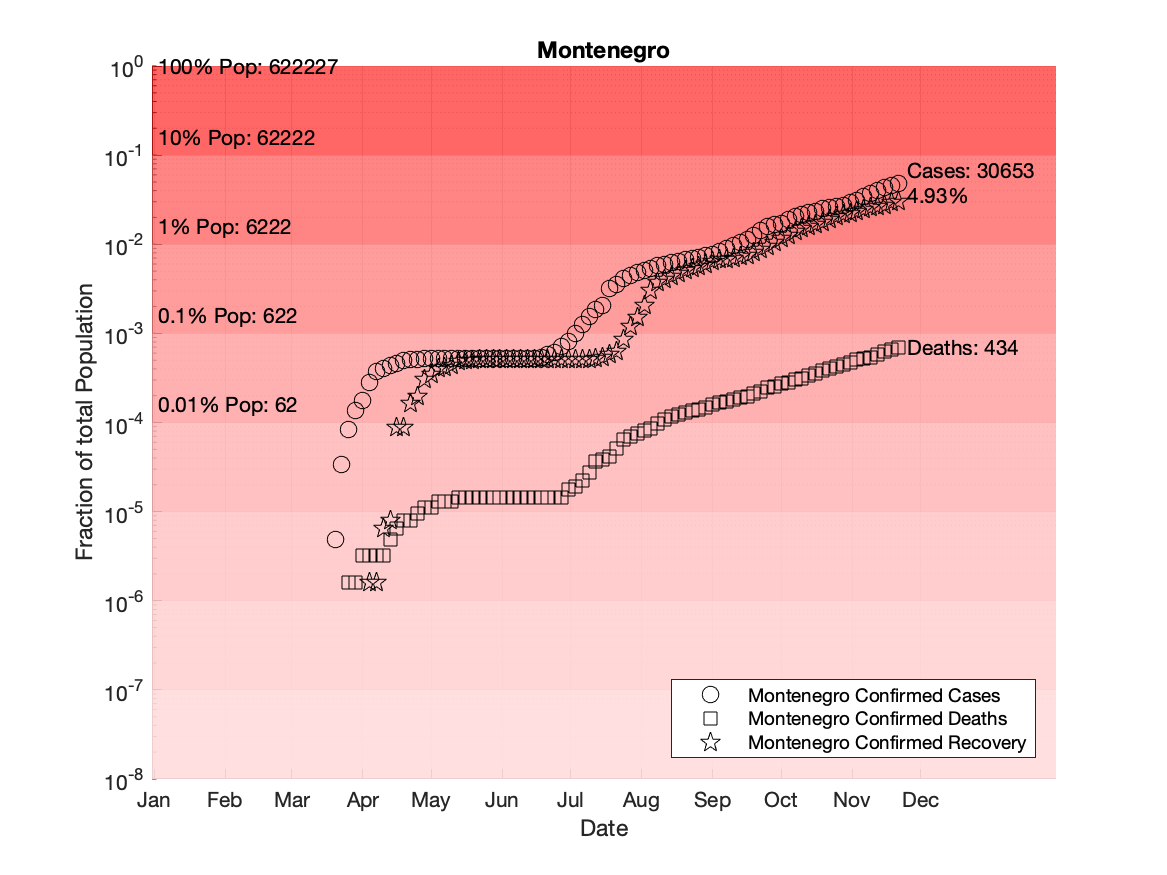 Montenegro
10⁰
100% Pop: 622227
10% Pop: 62222
10⁻¹
Cases: 30653
4.93%
1% Pop: 6222
10⁻²
0.1% Pop: 622
10⁻³
Deaths: 434
0.01% Pop: 62
10⁻⁴
10⁻⁵
10⁻⁶
10⁻⁷
10⁻⁸
Fraction of total Population
Montenegro Confirmed Cases
Montenegro Confirmed Deaths
Montenegro Confirmed Recovery
Jan Feb Mar Apr May Jun Jul Aug Sep Oct Nov Dec
Date